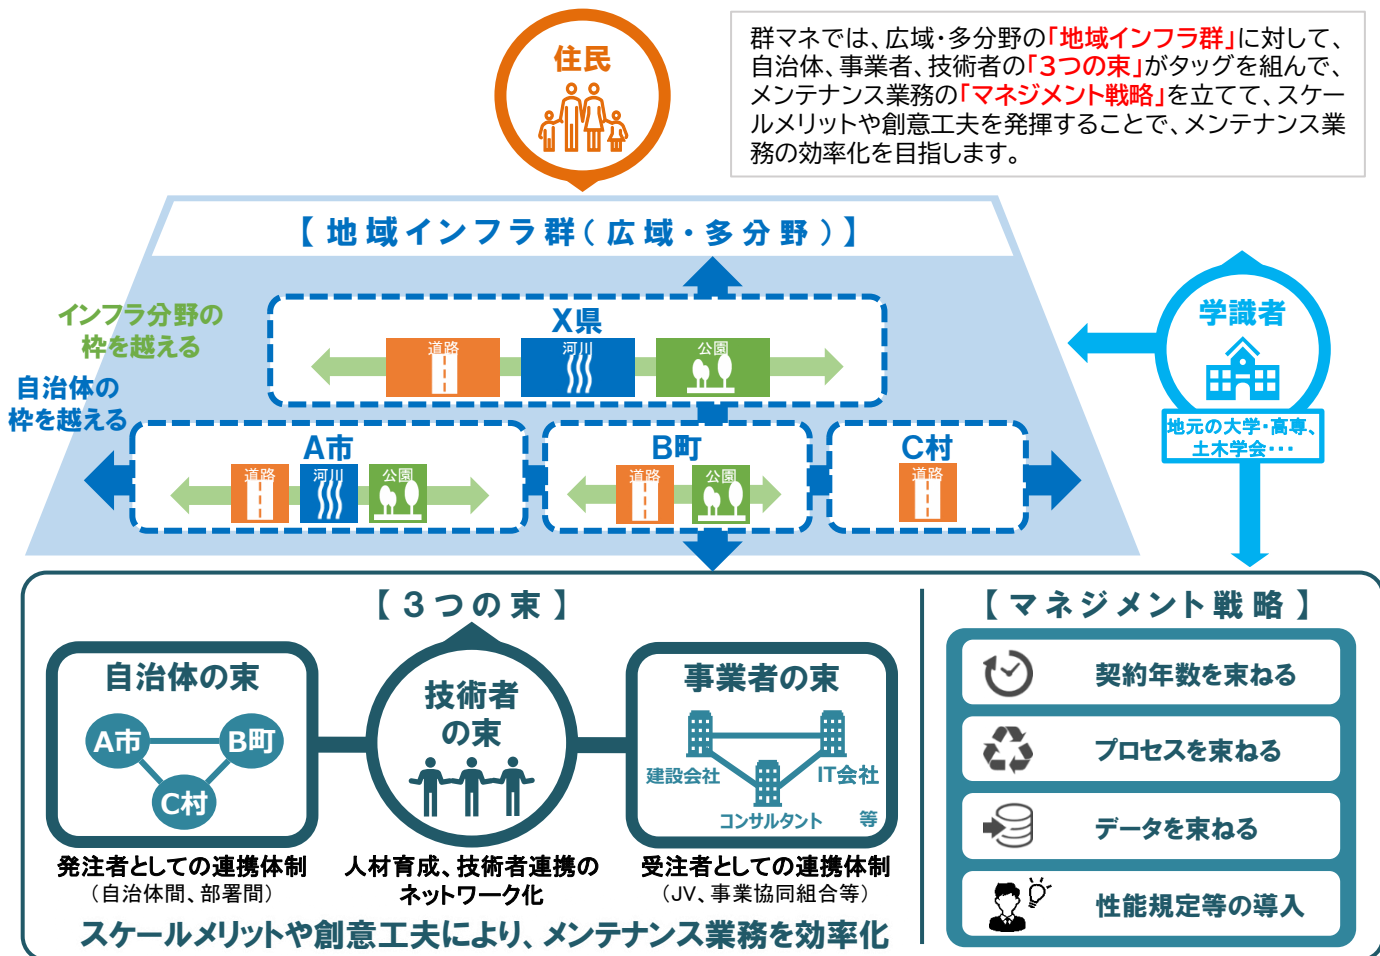 住民
群マネでは、広域・多分野の「地域インフラ群」に対して、
自治体、事業者、技術者の「3つの束」がタッグを組んで、
メンテナンス業務の「マネジメント戦略」を立てて、スケー
ルメリットや創意工夫を発揮することで、メンテナンス業
務の効率化を目指します。
【地域インフラ群(広域・多分野)】
インフラ分野の
枠を越える
自治体の
枠を越える
X県
道路
河川
公園
A市
道路
河川
公園
B町
道路
公園
C村
道路
学識者
地元の大学・高専、
土木学会・・・
【3つの束】
自治体の束
A市
B町
C村
発注者としての連携体制
(自治体間、部署間)
技術者
の束
人材育成、技術者連携の
ネットワーク化
事業者の束
建設会社
IT会社
コンサルタント
等
受注者としての連携体制
(JV、事業協同組合等)
スケールメリットや創意工夫により、メンテナンス業務を効率化
【マネジメント戦略】
契約年数を束ねる
プロセスを束ねる
データを束ねる
性能規定等の導入